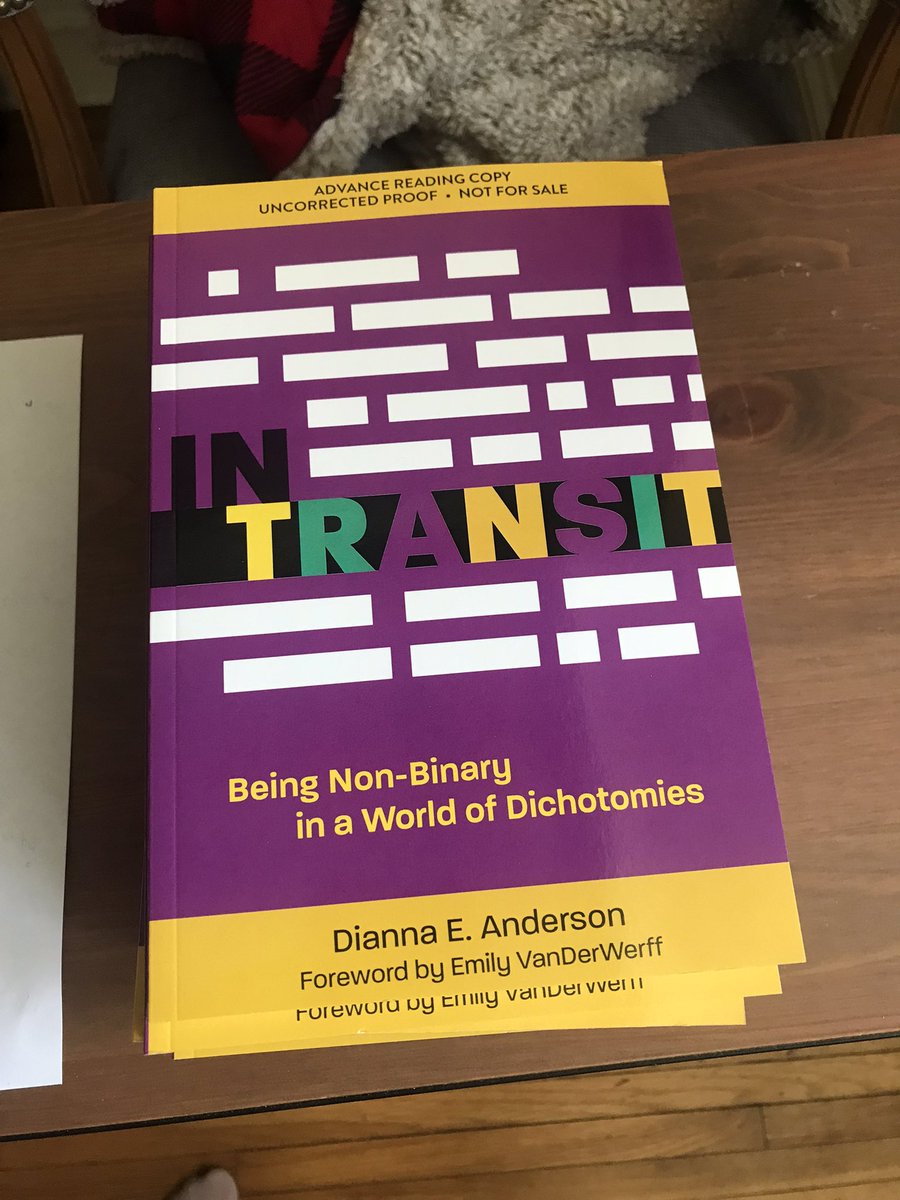 ADVANCE READING COPY
UNCORRECTED PROOF • NOT FOR SALE
IN
TRANSIT
Being Non-Binary
in a World of Dichotomies
Dianna E. Anderson
Foreword by Emily VanDerWerff
Foreword by Emily VanDerWerff